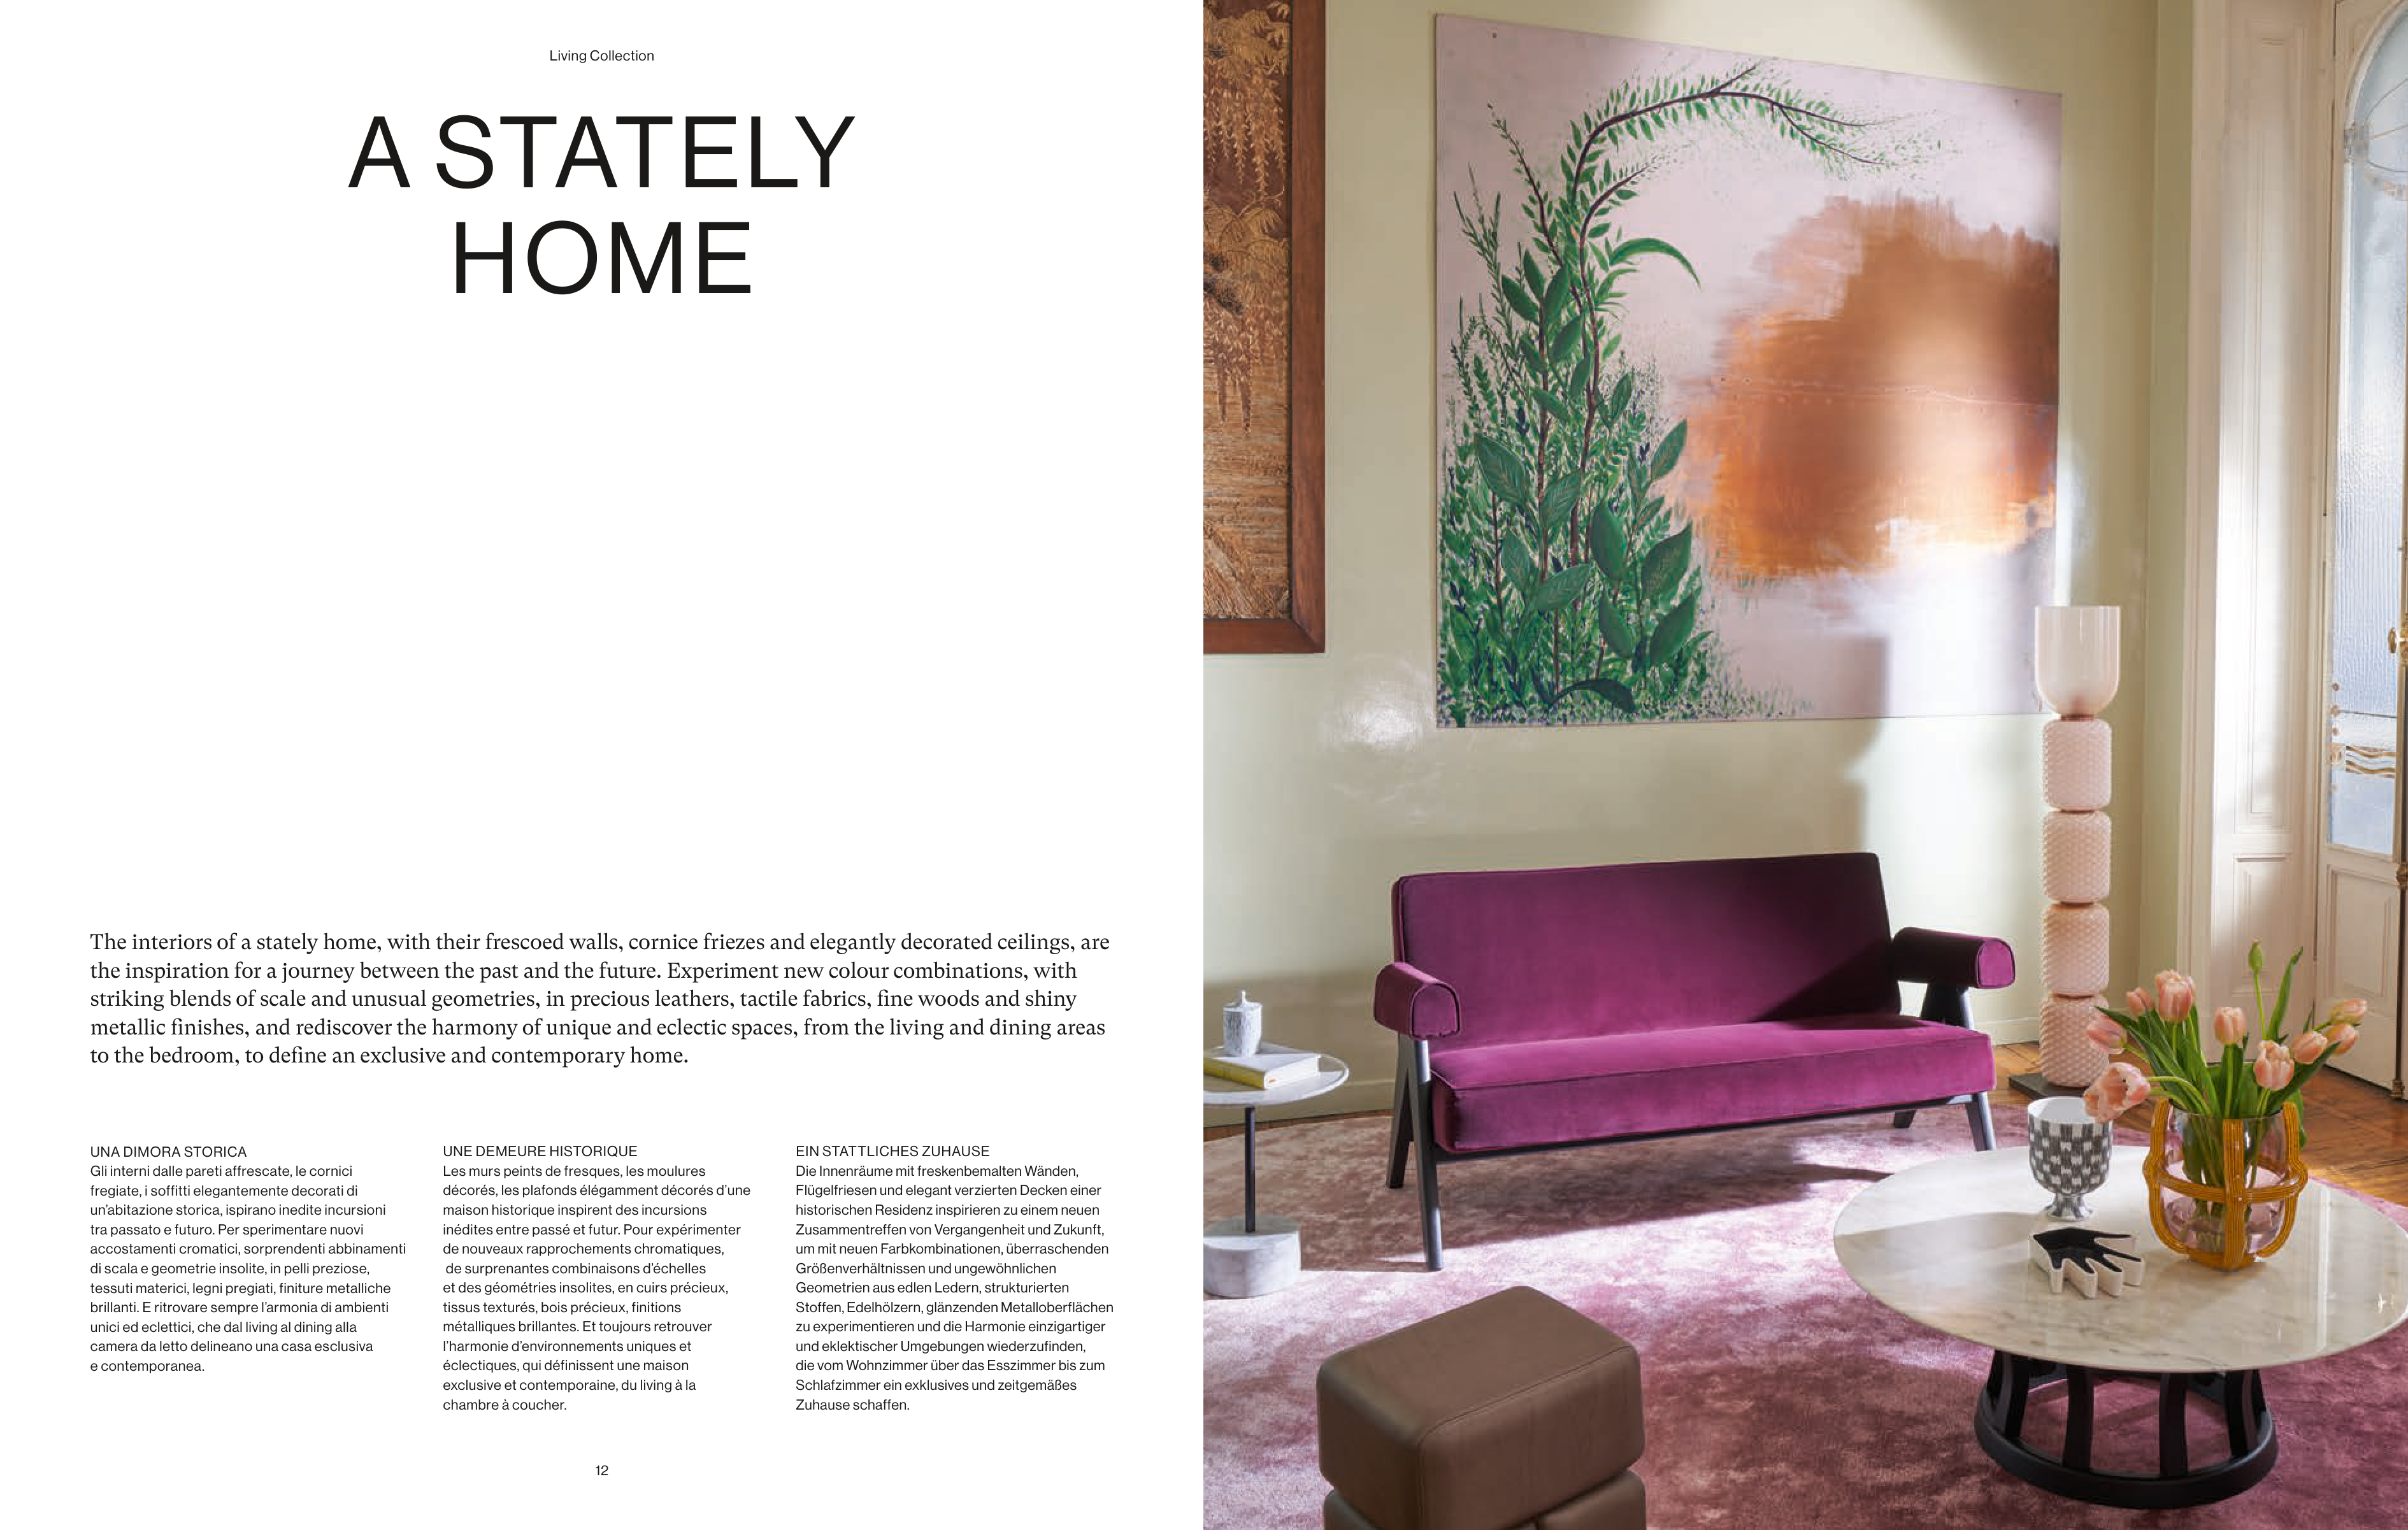 Living Collection
A STATELY
HOME
The interiors of a stately home, with their frescoed walls, cornice friezes and elegantly decorated ceilings, are
the inspiration for a journey between the past and the future. Experiment new colour combinations, with
striking blends of scale and unusual geometries, in precious leathers, tactile fabrics, fine woods and shiny
metallic finishes, and rediscover the harmony of unique and eclectic spaces, from the living and dining areas
to the bedroom, to define an exclusive and contemporary home.
UNA DIMORA STORICA
Gli interni dalle pareti affrescate, le cornici
fregiate, i soffitti elegantemente decorati di
un'abitazione storica, ispirano inedite incursioni
tra passato e futuro. Per sperimentare nuovi
accostamenti cromatici, sorprendenti abbinamenti
di scala e geometrie insolite, in pelli preziose,
tessuti materici, legni pregiati, finiture metalliche
brillanti. E ritrovare sempre l'armonia di ambienti
unici ed eclettici, che dal living al dining alla
camera da letto delineano una casa esclusiva
e contemporanea.
UNE DEMEURE HISTORIQUE
Les murs peints de fresques, les moulures
décorés, les plafonds élégamment décorés d'une
maison historique inspirent des incursions
inédites entre passé et futur. Pour expérimenter
de nouveaux rapprochements chromatiques,
de surprenantes combinaisons d'échelles
et des géométries insolites, en cuirs précieux,
tissus texturés, bois précieux, finitions
métalliques brillantes. Et toujours retrouver
l'harmonie d'environnements uniques et
éclectiques, qui définissent une maison
exclusive et contemporaine, du living à la
chambre à coucher.
EIN STATTLICHES ZUHAUSE
Die Innenräume mit freskenbemalten Wänden,
Flügelfriesen und elegant verzierten Decken einer
historischen Residenz inspirieren zu einem neuen
Zusammentreffen von Vergangenheit und Zukunft,
um mit neuen Farbkombinationen, überraschenden
Größenverhältnissen und ungewöhnlichen
Geometrien aus edlen Ledern, strukturierten
Stoffen, Edelhölzern, glänzenden Metalloberflächen
zu experimentieren und die Harmonie einzigartiger
und eklektischer Umgebungen wiederzufinden,
die vom Wohnzimmer über das Esszimmer bis zum
Schlafzimmer ein exklusives und zeitgemäßes
Zuhause schaffen.
12